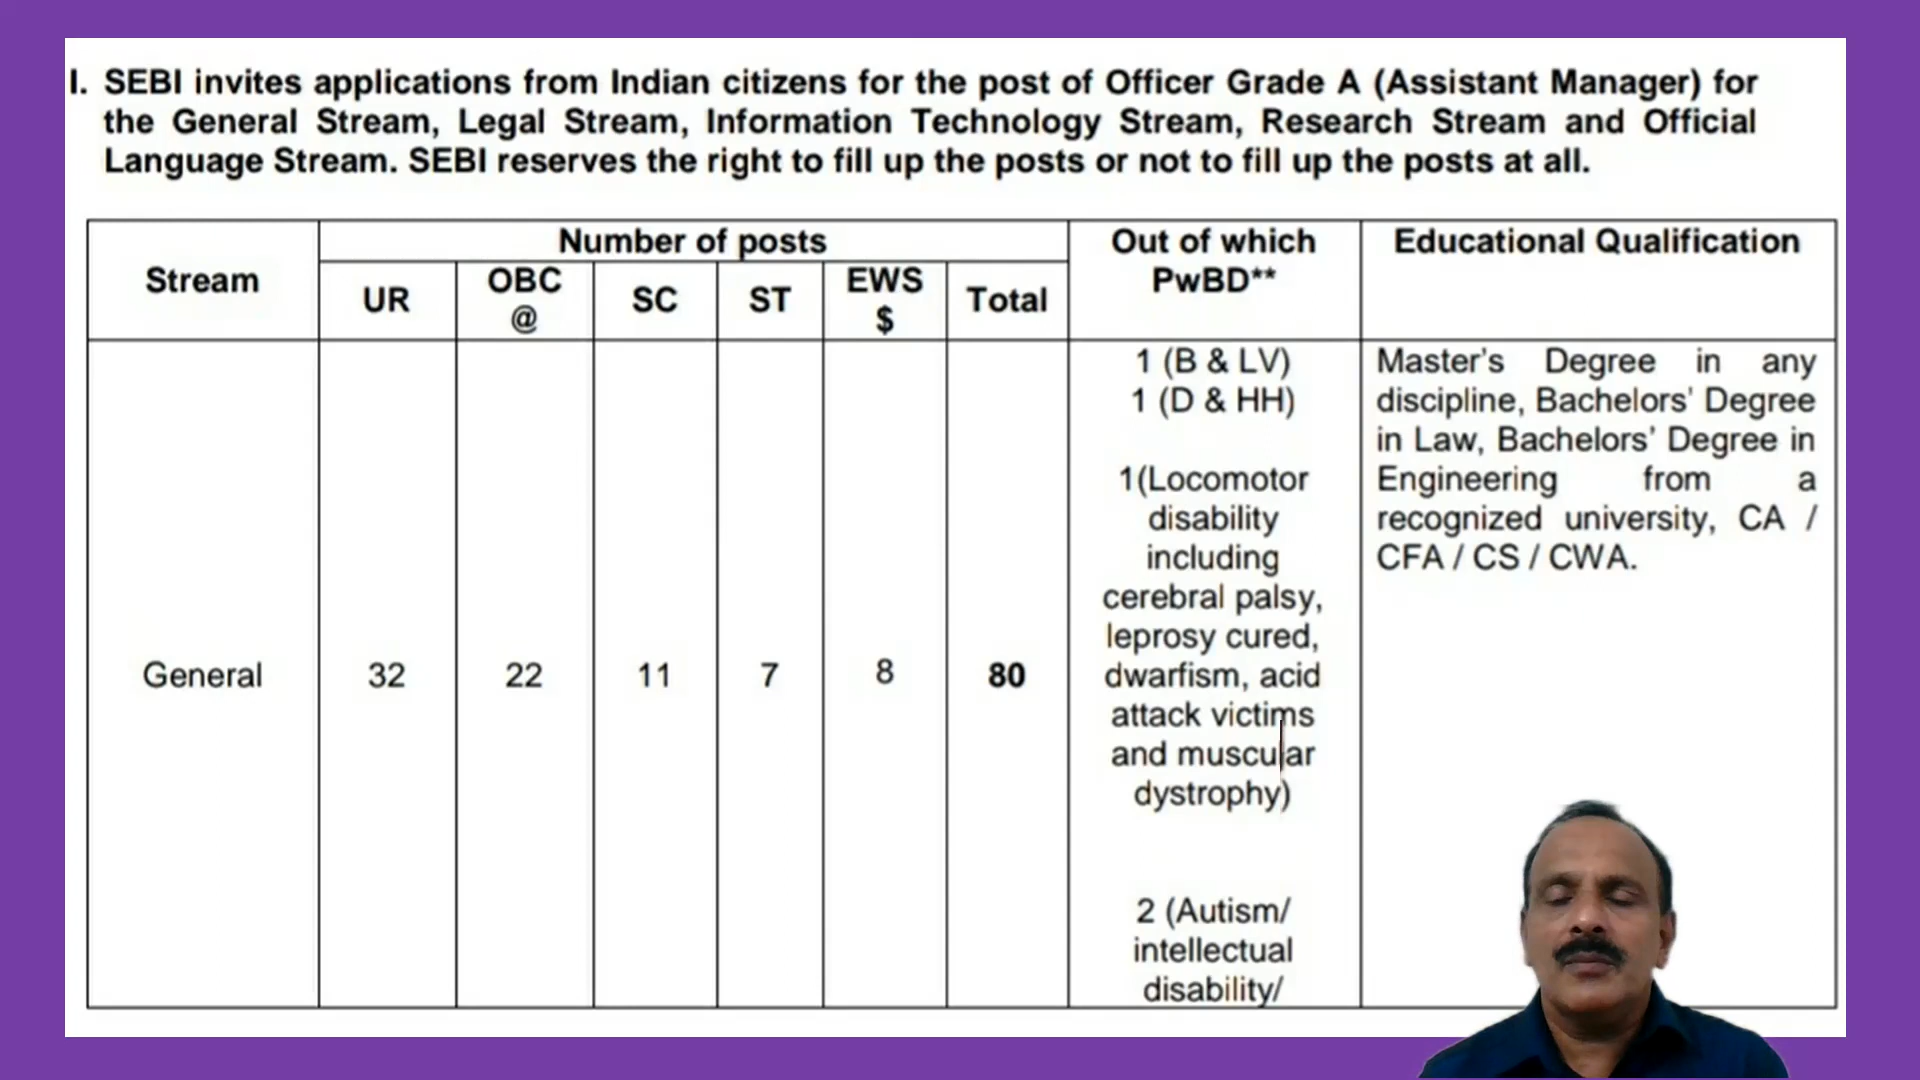 I. SEBI invites applications from Indian citizens for the post of Officer Grade A (Assistant Manager) for
the General Stream, Legal Stream, Information Technology Stream, Research Stream and Official
Language Stream. SEBI reserves the right to fill up the posts or not to fill up the posts at all.
Stream
Number of posts
UR
OBC
@
SC
ST
EWS
$
Total
Out of which
PwBD**
Educational Qualification
General
32
22
11
7
8
80
1 (B & LV)
1 (D & HH)
1(Locomotor
disability
including
cerebral palsy,
leprosy cured,
dwarfism, acid
attack victims
and muscular
dystrophy)
2 (Autism/
intellectual
disability/
Master's Degree in any
discipline, Bachelors' Degree
in Law, Bachelors' Degree in
Engineering from a
recognized university, CA /
CFA / CS / CWA.